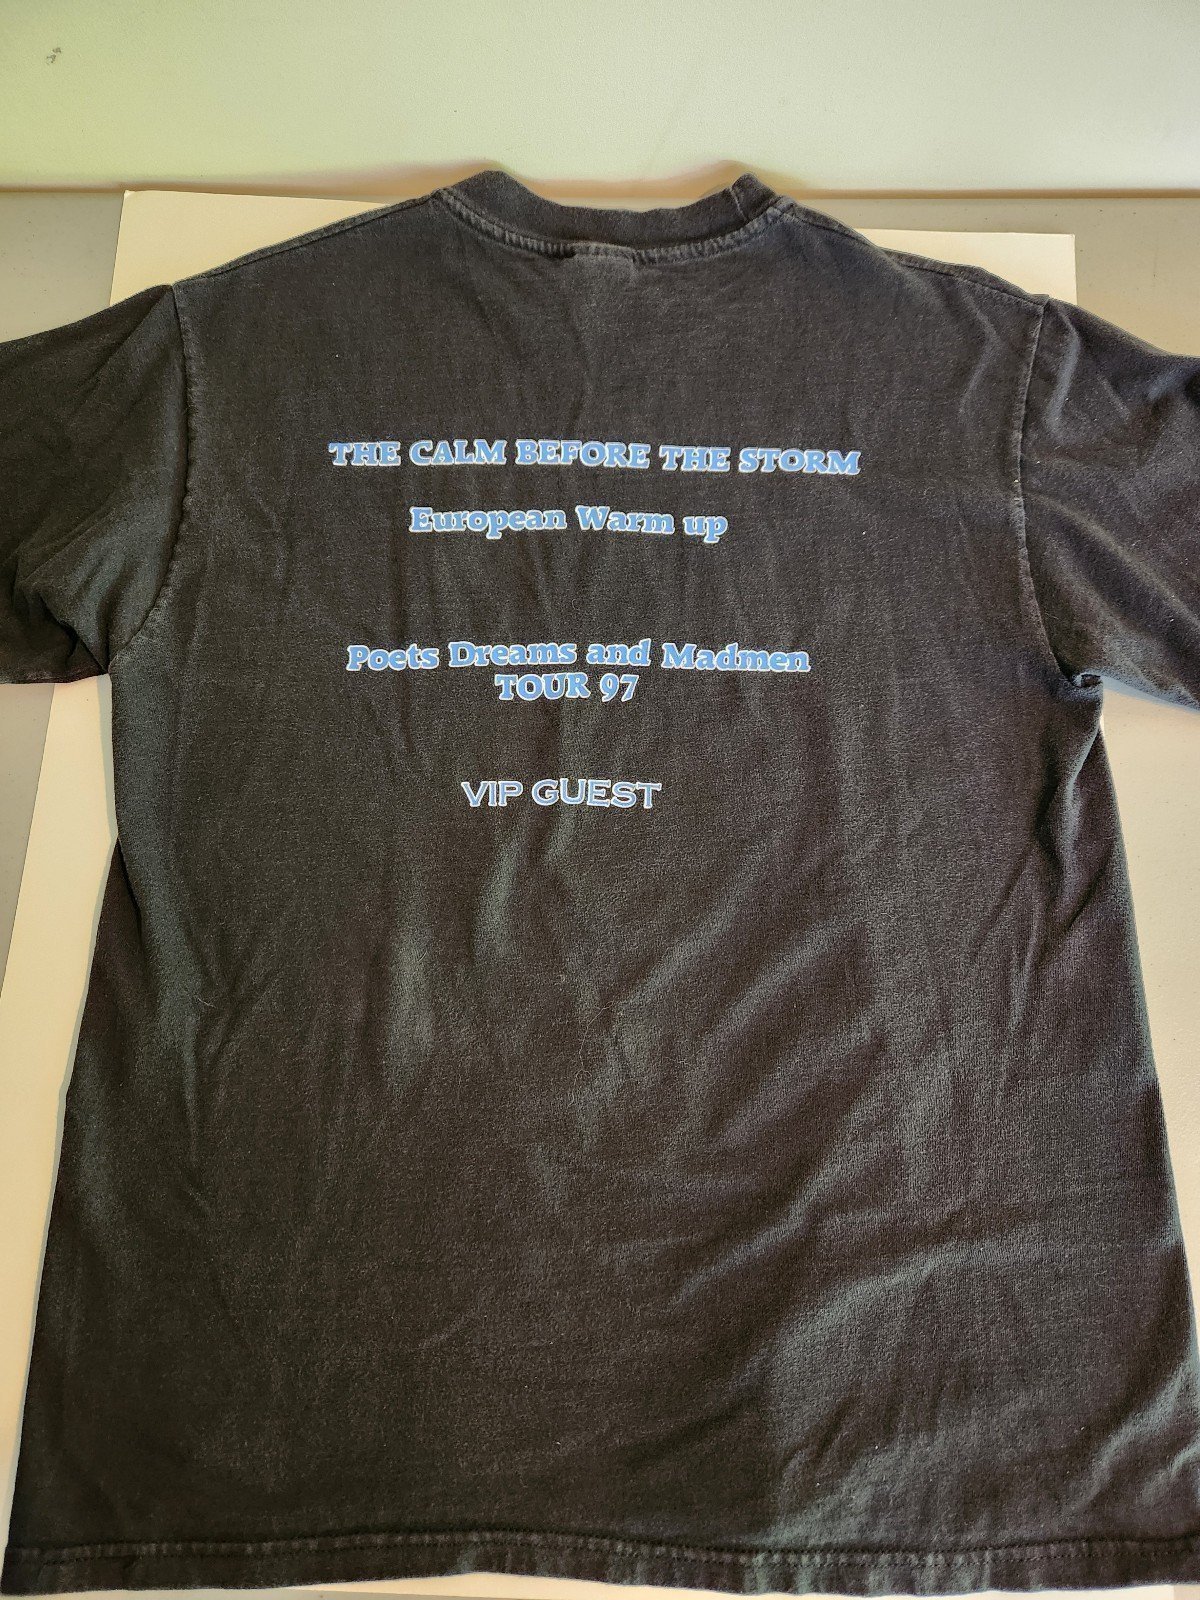 THE CALM BEFORE THE STORM
European Warm up
Poets Dreams and Madmen
TOUR 97
VIP GUEST